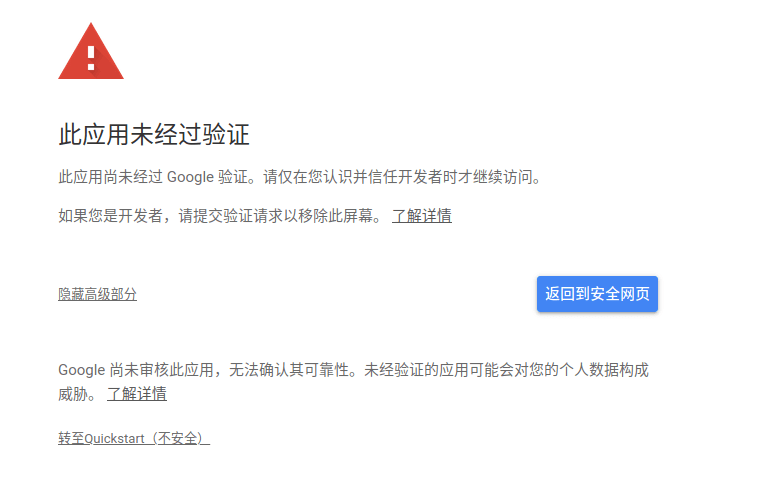 此应用未经过验证
此应用尚未经过 Google 验证。请仅在您认识并信任开发者时才继续访问。
如果您是开发者，请提交验证请求以移除此屏幕。 了解详情
隐藏高级部分
返回到安全网页
Google 尚未审核此应用，无法确认其可靠性。未经验证的应用可能会对您的个人数据构成
威胁。 了解详情
转至Quickstart（不安全）